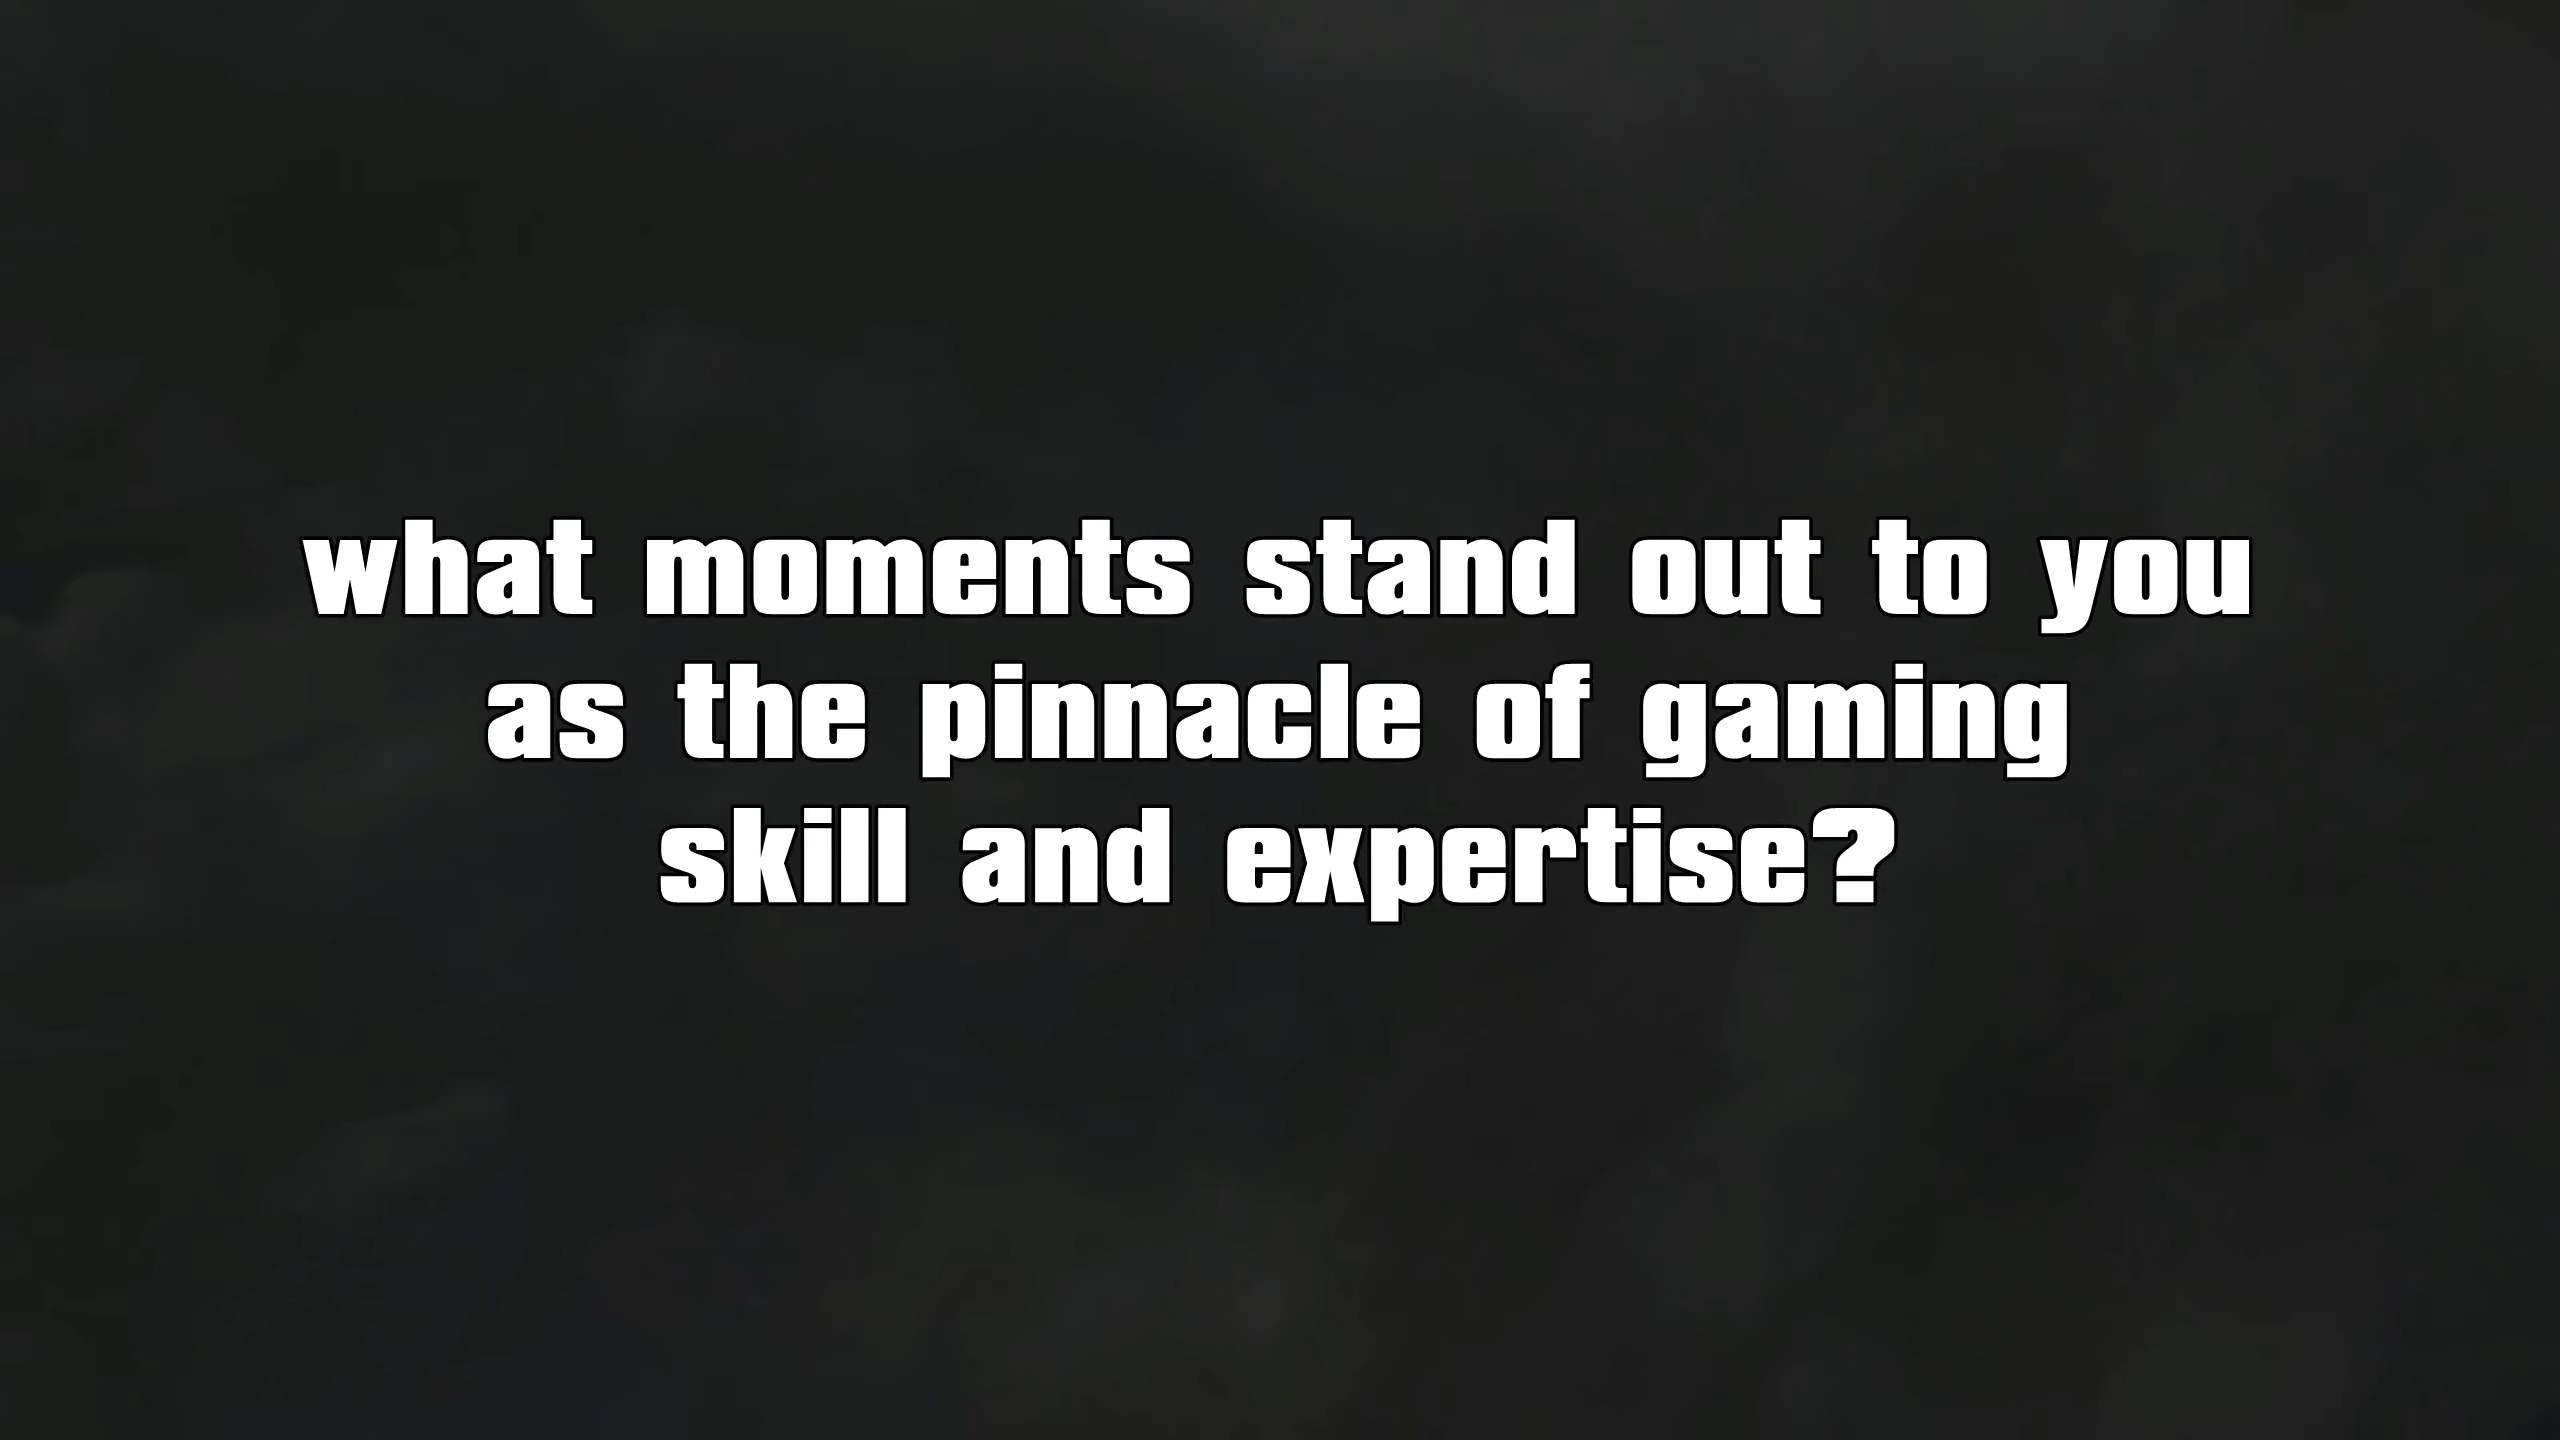 what moments stand out to you
as the pinnacle of gaming
skill and expertise?